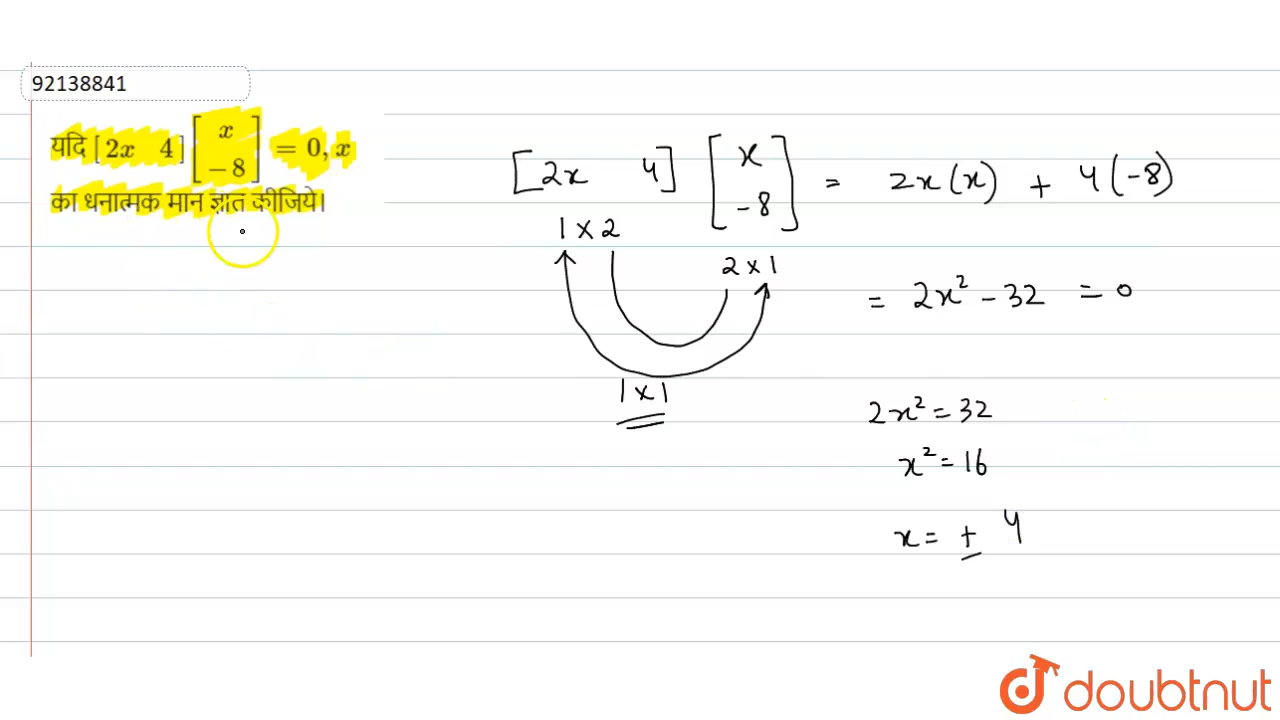 92138841
यदि [2x 4] [x -8] = 0, x
का धनात्मक मान ज्ञात कीजिये।
[2x 4] [x -8] = 2x(x) + 4(-8)
1 x 2
2 x 1
= 2x² - 32 = 0
1 x 1
2x² = 32
x² = 16
x = ± 4
doubtnut